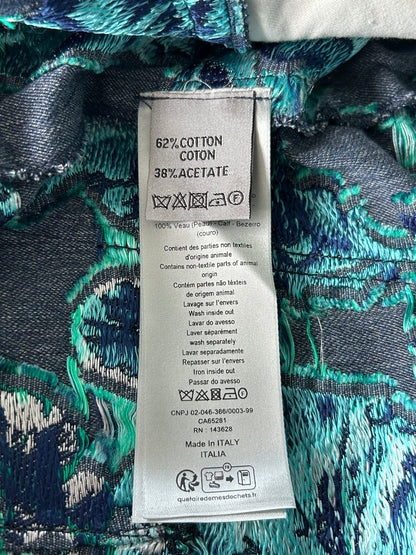 62%COTTON
COTON
38%ACETATE
100% Veau (Peau) - Calf - Bezerro
(couro)
Contient des parties non textiles
d'origine animale
Contains non-textile parts of animal
origin
Contém partes não têxteis
de origem animal
Lavage sur l'envers
Wash inside out
Lavar do avesso
Laver séparément
wash separately
Lavar separadamente
Repasser sur l'envers
Iron inside out
Passar do avesso
CNPJ 02-046-366/0003-99
CA65281
RN : 143628
Made In ITALY
ITALIA
FR
quefairedemesdechets.fr